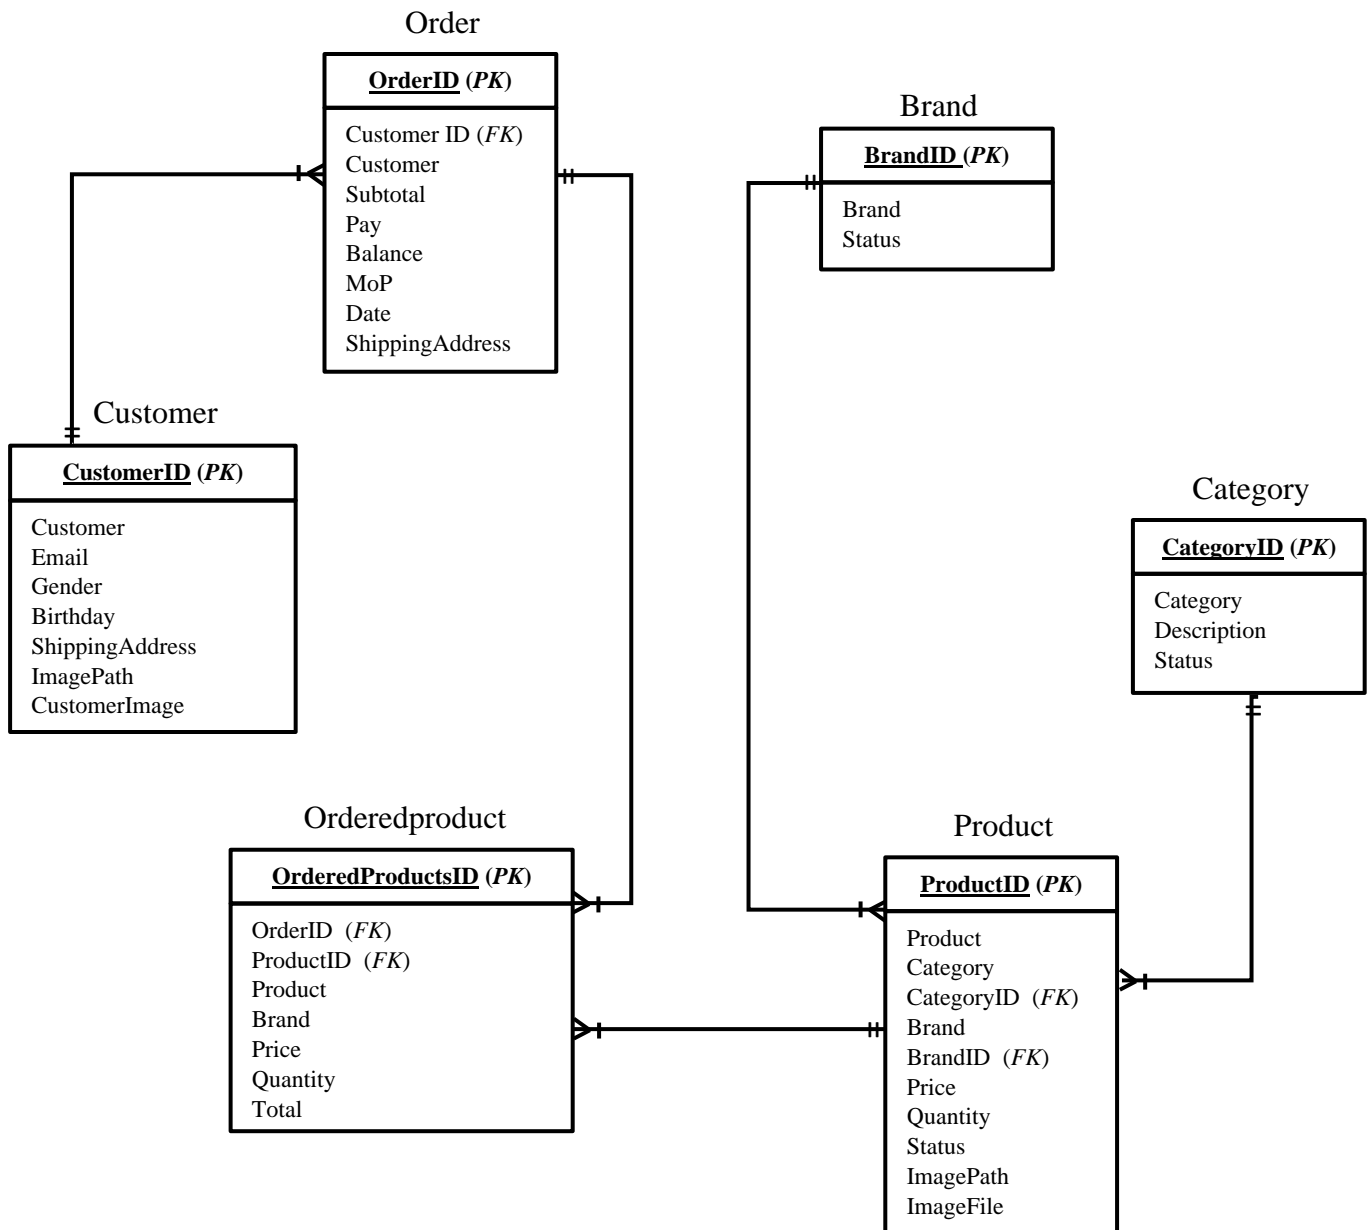 Order
OrderID (PK)
Customer ID (FK)
Customer
Subtotal
Pay
Balance
MoP
Date
ShippingAddress
Brand
BrandID (PK)
Brand
Status
Customer
CustomerID (PK)
Customer
Email
Gender
Birthday
ShippingAddress
ImagePath
CustomerImage
Category
CategoryID (PK)
Category
Description
Status
Orderedproduct
OrderedProductsID (PK)
OrderID (FK)
ProductID (FK)
Product
Brand
Price
Quantity
Total
Product
ProductID (PK)
Product
Category
CategoryID (FK)
Brand
BrandID (FK)
Price
Quantity
Status
ImagePath
ImageFile